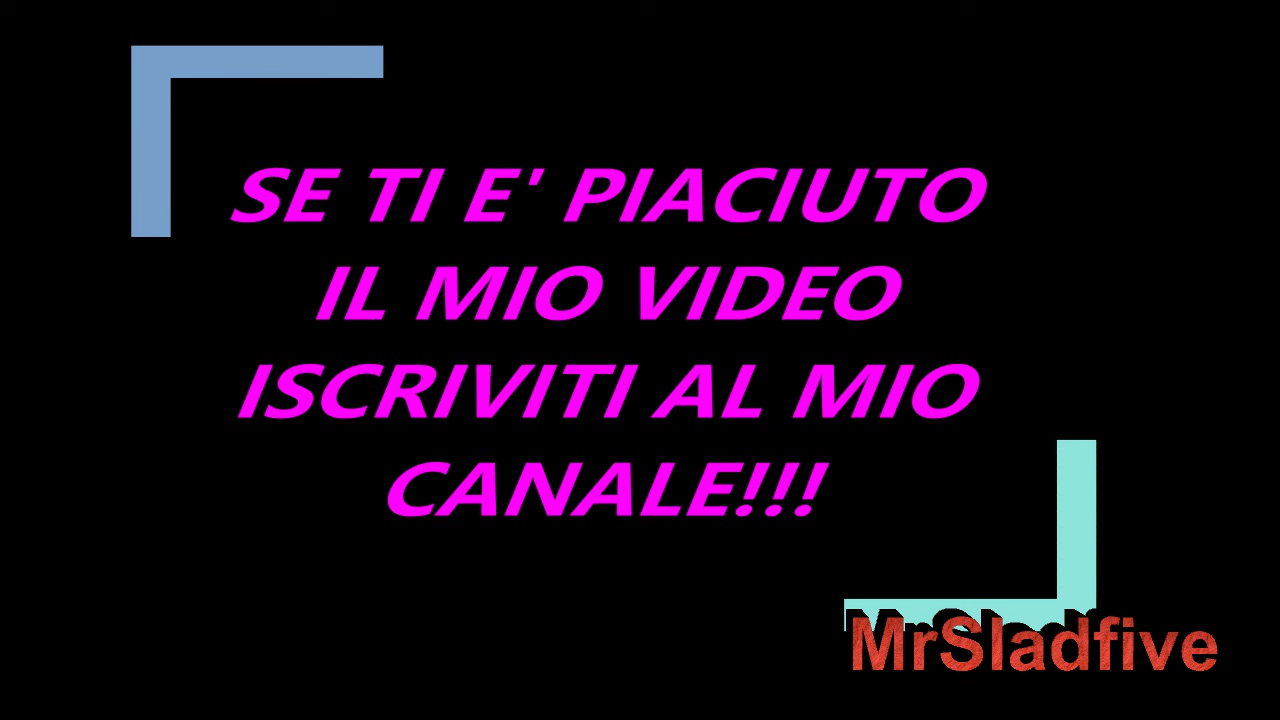 SE TI E' PIACIUTO
IL MIO VIDEO
ISCRIVITI AL MIO
CANALE!!!
MrSladfive